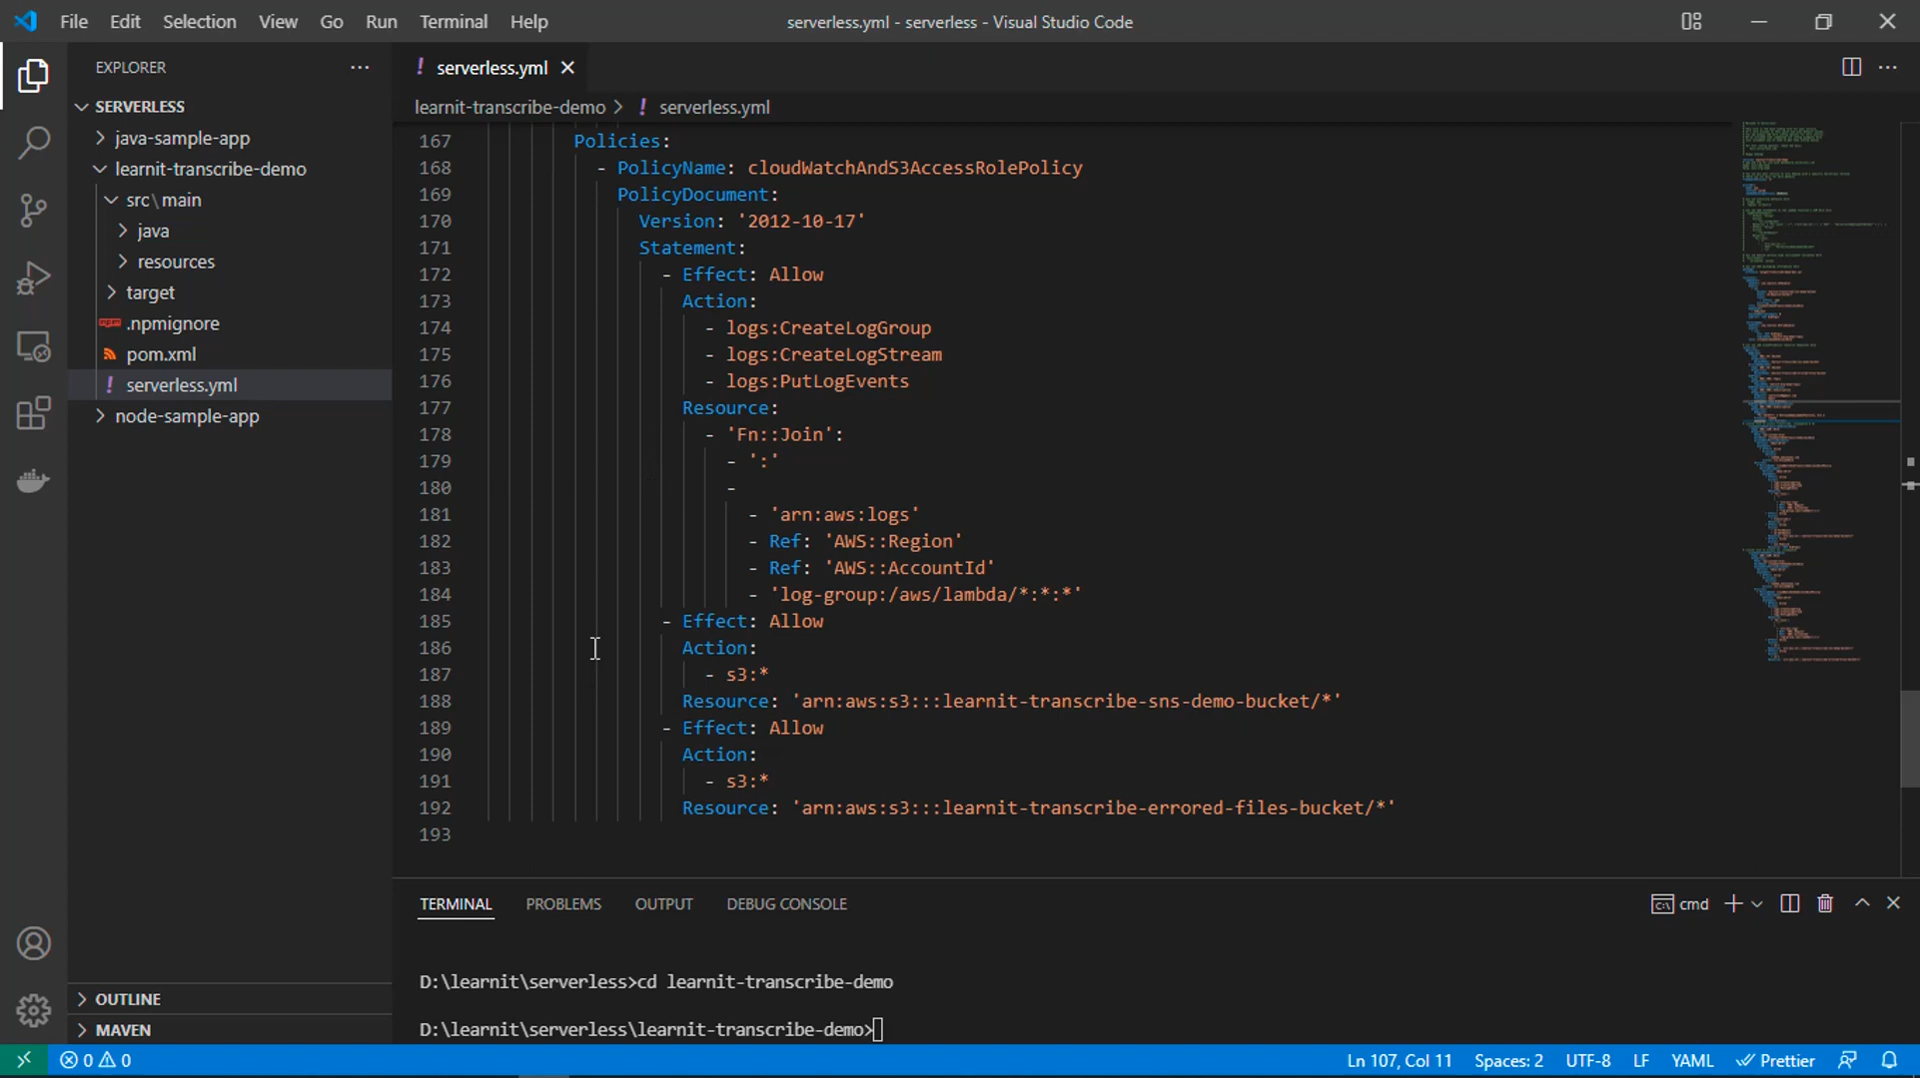 File Edit Selection View Go Run Terminal Help serverless.yml - serverless - Visual Studio Code
EXPLORER
SERVERLESS
java-sample-app
learnit-transcribe-demo
src\main
java
resources
target
.npmignore
pom.xml
! serverless.yml
node-sample-app
OUTLINE
MAVEN
! serverless.yml
learnit-transcribe-demo > ! serverless.yml
167 Policies:
168 - PolicyName: cloudWatchAndS3AccessRolePolicy
169 PolicyDocument:
170 Version: '2012-10-17'
171 Statement:
172 - Effect: Allow
173 Action:
174 - logs:CreateLogGroup
175 - logs:CreateLogStream
176 - logs:PutLogEvents
177 Resource:
178 - 'Fn::Join':
179 - ':'
180 -
181 - 'arn:aws:logs'
182 - Ref: 'AWS::Region'
183 - Ref: 'AWS::AccountId'
184 - 'log-group:/aws/lambda/*:*:*'
185 - Effect: Allow
186 Action:
187 - s3:*
188 Resource: 'arn:aws:s3:::learnit-transcribe-sns-demo-bucket/*'
189 - Effect: Allow
190 Action:
191 - s3:*
192 Resource: 'arn:aws:s3:::learnit-transcribe-errored-files-bucket/*'
193
TERMINAL PROBLEMS OUTPUT DEBUG CONSOLE cmd
D:\learnit\serverless>cd learnit-transcribe-demo
D:\learnit\serverless\learnit-transcribe-demo>
0 0 Ln 107, Col 11 Spaces: 2 UTF-8 LF YAML Prettier